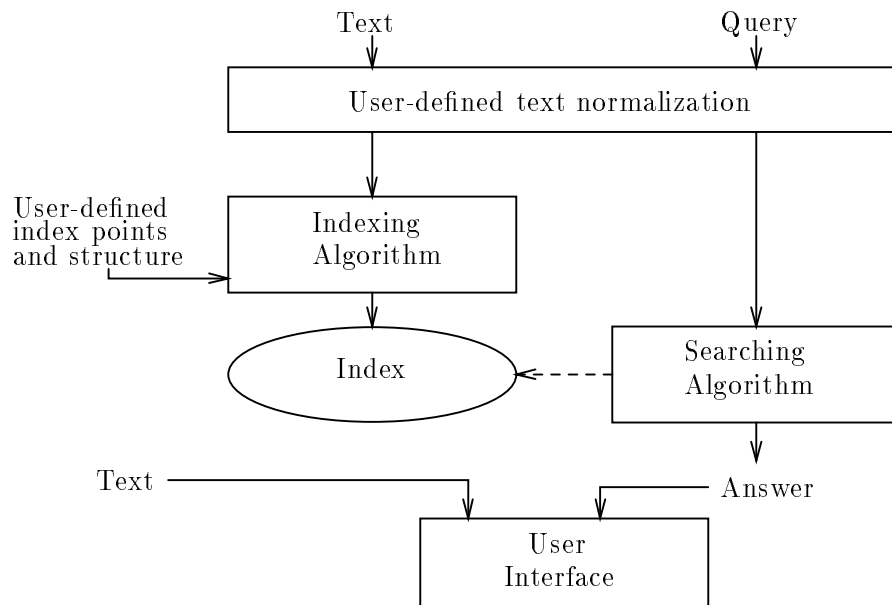 Text
Query
User-defined text normalization
User-defined
index points
and structure
Indexing
Algorithm
Index
Searching
Algorithm
Text
Answer
User
Interface